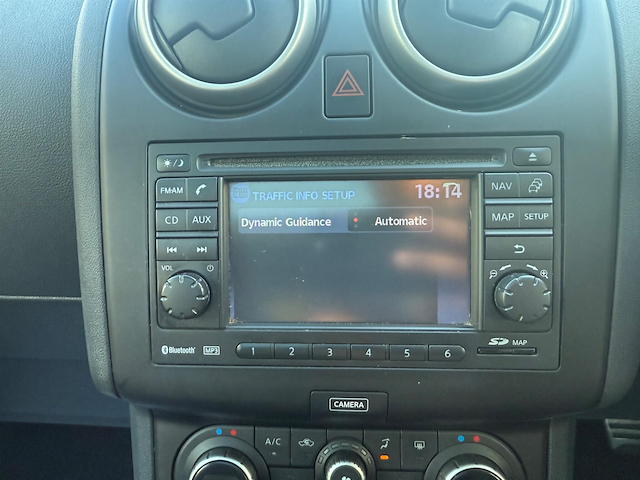 TRAFFIC INFO SETUP 18:14
Dynamic Guidance Automatic
FM·AM
CD AUX
VOL
NAV
MAP SETUP
Bluetooth MP3
1 2 3 4 5 6
SD MAP
CAMERA
A/C